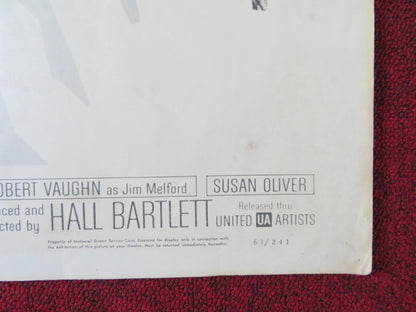 OBERT VAUGHN as Jim Melford SUSAN OLIVER
uced and
cted by HALL BARTLETT
Released thru
UNITED UA ARTISTS
Property of National Screen Service Corp. Licensed for display only in connection with
the exhibition of this picture at your theatre. Must be returned immediately thereafter.
63/241